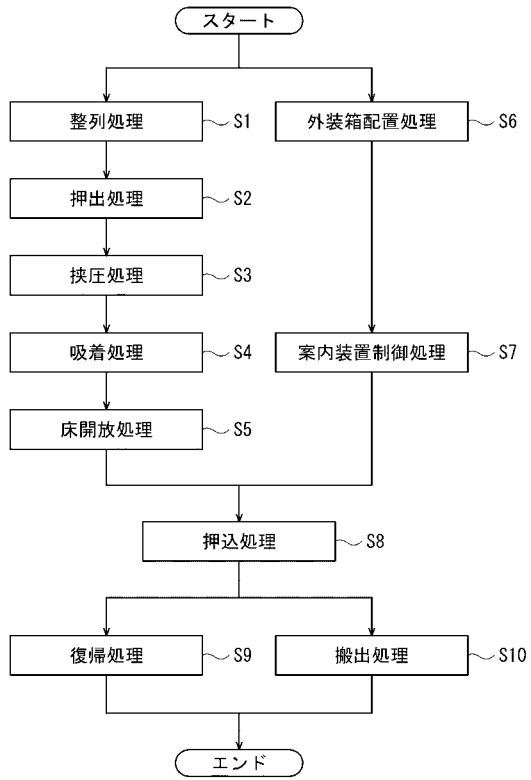 スタート
整列処理 S1
外装箱配置処理 S6
押出処理 S2
挟圧処理 S3
吸着処理 S4
案内装置制御処理 S7
床開放処理 S5
押込処理 S8
復帰処理 S9
搬出処理 S10
エンド